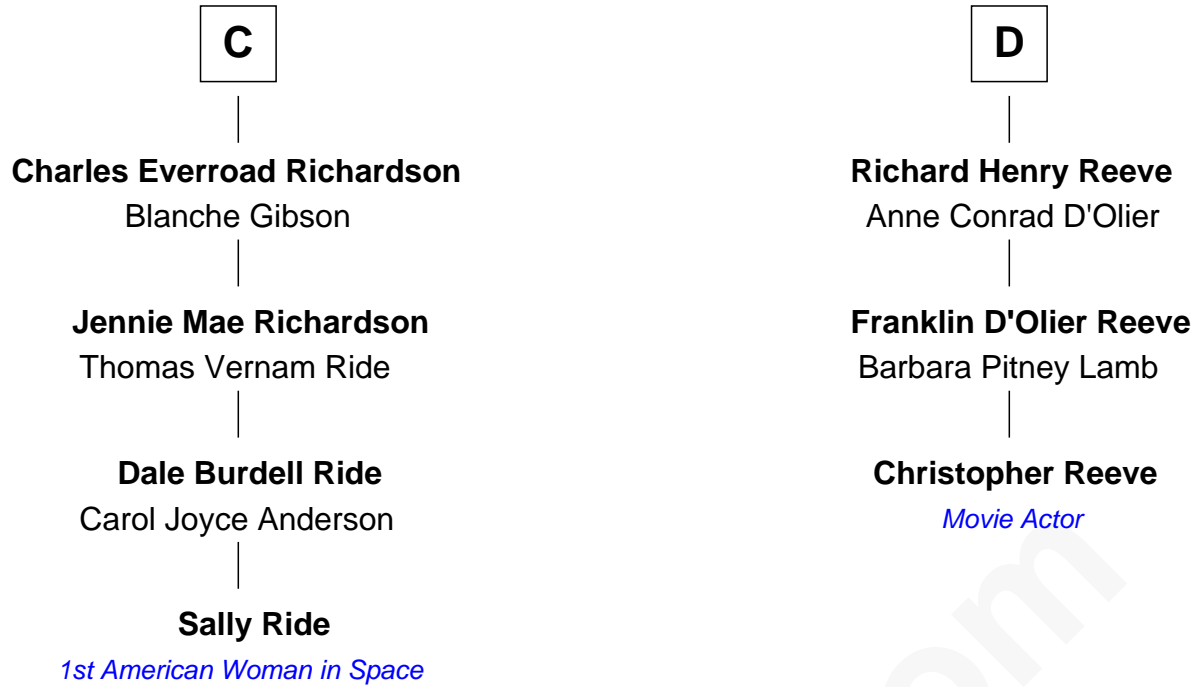 C
Charles Everroad Richardson
Blanche Gibson
Jennie Mae Richardson
Thomas Vernam Ride
Dale Burdell Ride
Carol Joyce Anderson
Sally Ride
1st American Woman in Space
D
Richard Henry Reeve
Anne Conrad D'Olier
Franklin D'Olier Reeve
Barbara Pitney Lamb
Christopher Reeve
Movie Actor
om